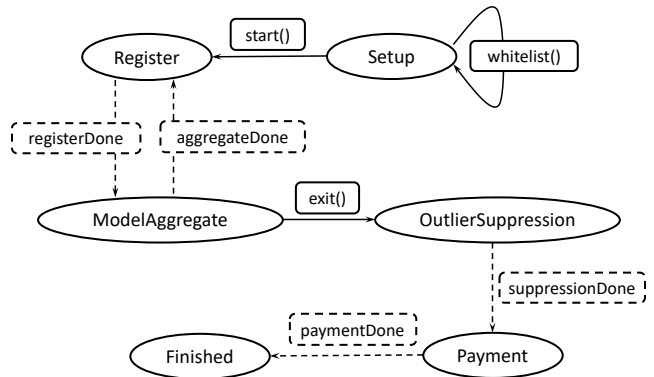 start()
Register
Setup
whitelist()
registerDone
aggregateDone
exit()
ModelAggregate
OutlierSuppression
suppressionDone
paymentDone
Finished
Payment